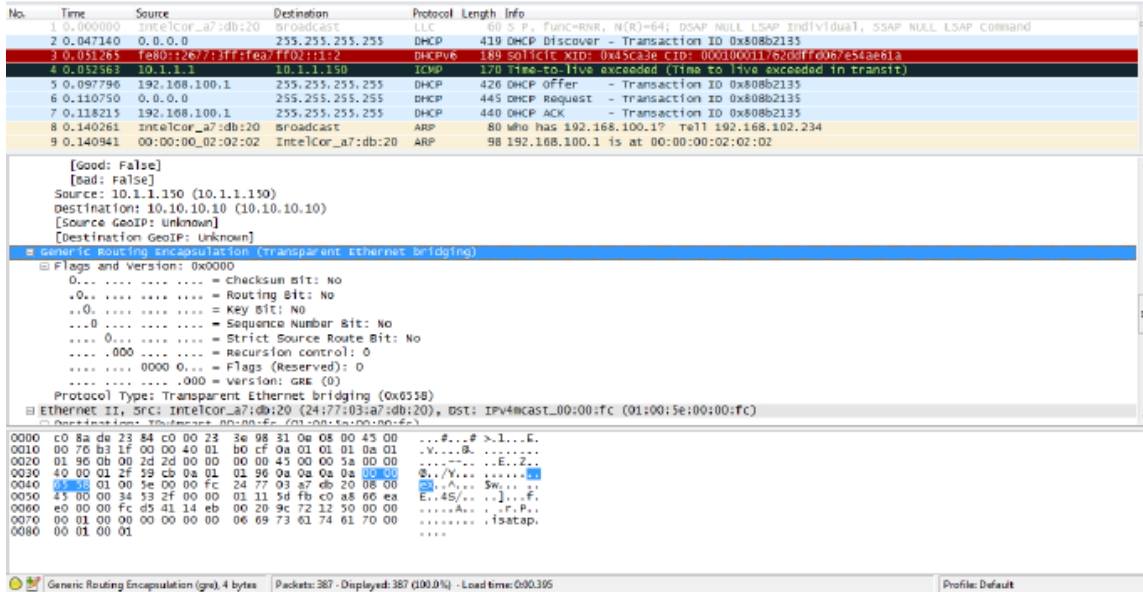 No. Time Source Destination Protocol Length Info
1 0.000000 IntelCor_a7:db:20 Broadcast LLC 60 S P, func=RNR, N(R)=64; DSAP NULL LSAP Individual, SSAP NULL LSAP Command
2 0.047140 0.0.0.0 255.255.255.255 DHCP 419 DHCP Discover - Transaction ID 0x808b2135
3 0.051265 fe80::2677:3ff:fea7 ff02::1:2 DHCPv6 189 Solicit XID: 0x45ca3e CID: 000100011762ddffd067e54ae61a
4 0.052563 10.1.1.1 10.1.1.150 ICMP 170 Time-to-live exceeded (Time to live exceeded in transit)
5 0.097796 192.168.100.1 255.255.255.255 DHCP 426 DHCP Offer - Transaction ID 0x808b2135
6 0.110750 0.0.0.0 255.255.255.255 DHCP 445 DHCP Request - Transaction ID 0x808b2135
7 0.118215 192.168.100.1 255.255.255.255 DHCP 440 DHCP ACK - Transaction ID 0x808b2135
8 0.140261 IntelCor_a7:db:20 Broadcast ARP 80 Who has 192.168.100.1? Tell 192.168.102.234
9 0.140941 00:00:00_02:02:02 IntelCor_a7:db:20 ARP 98 192.168.100.1 is at 00:00:00:02:02:02
[Good: False]
[Bad: False]
Source: 10.1.1.150 (10.1.1.150)
Destination: 10.10.10.10 (10.10.10.10)
[Source GeoIP: Unknown]
[Destination GeoIP: Unknown]
Generic Routing Encapsulation (Transparent Ethernet bridging)
Flags and Version: 0x0000
0... .... .... .... = Checksum Bit: No
.0.. .... .... .... = Routing Bit: No
..0. .... .... .... = Key Bit: No
...0 .... .... .... = Sequence Number Bit: No
.... 0... .... .... = Strict Source Route Bit: No
.... .000 .... .... = Recursion control: 0
.... .... 0000 0... = Flags (Reserved): 0
.... .... .... .000 = Version: GRE (0)
Protocol Type: Transparent Ethernet bridging (0x6558)
Ethernet II, Src: IntelCor_a7:db:20 (24:77:03:a7:db:20), Dst: IPv4mcast_00:00:fc (01:00:5e:00:00:fc)
Destination: IPv4mcast_00:00:fc (01:00:5e:00:00:fc)
0000 c0 8a de 23 84 c0 00 23 3e 98 31 0e 08 00 45 00 ...#...# >.1...E.
0010 00 76 b3 1f 00 00 40 01 b0 cf 0a 01 01 01 0a 01 .v....@. ........
0020 01 96 0b 00 2d 2d 00 00 00 00 45 00 00 5a 00 00 ....--.. ..E..Z..
0030 40 00 01 2f 59 cb 0a 01 01 96 0a 0a 0a 0a 00 00 @../Y... ........
0040 65 58 01 00 5e 00 00 fc 24 77 03 a7 db 20 08 00 eX..^... $w... ..
0050 45 00 00 34 53 2f 00 00 01 11 5d fb c0 a8 66 ea E..4S/.. ..]...f.
0060 e0 00 00 fc d5 41 14 eb 00 20 9c 72 12 50 00 00 .....A.. . .r.P..
0070 00 01 00 00 00 00 00 00 06 69 73 61 74 61 70 00 ........ .isatap.
0080 00 01 00 01 ....
Generic Routing Encapsulation (gre), 4 bytes Packets: 387 - Displayed: 387 (100.0%) - Load time: 0:00.395 Profile: Default